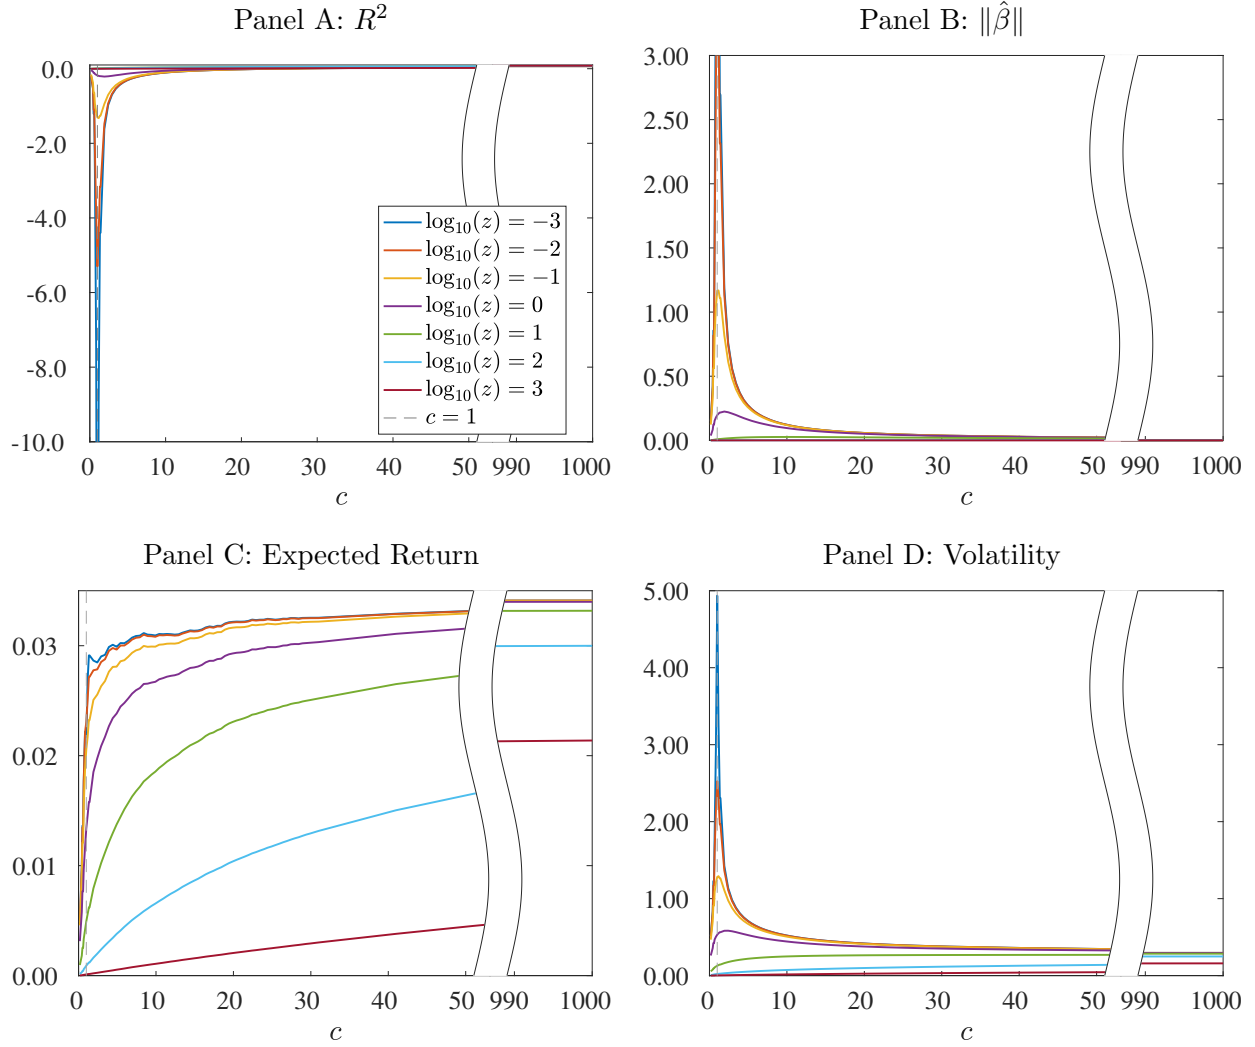 Panel A: R²
0.0
-2.0
-4.0
-6.0
-8.0
-10.0
log₁₀(z) = −3
log₁₀(z) = −2
log₁₀(z) = −1
log₁₀(z) = 0
log₁₀(z) = 1
log₁₀(z) = 2
log₁₀(z) = 3
c = 1
0 10 20 30 40 50 990 1000
c
Panel B: ‖β̂‖
3.00
2.50
2.00
1.50
1.00
0.50
0.00
0 10 20 30 40 50 990 1000
c
Panel C: Expected Return
0.03
0.02
0.01
0.00
0 10 20 30 40 50 990 1000
c
Panel D: Volatility
5.00
4.00
3.00
2.00
1.00
0.00
0 10 20 30 40 50 990 1000
c